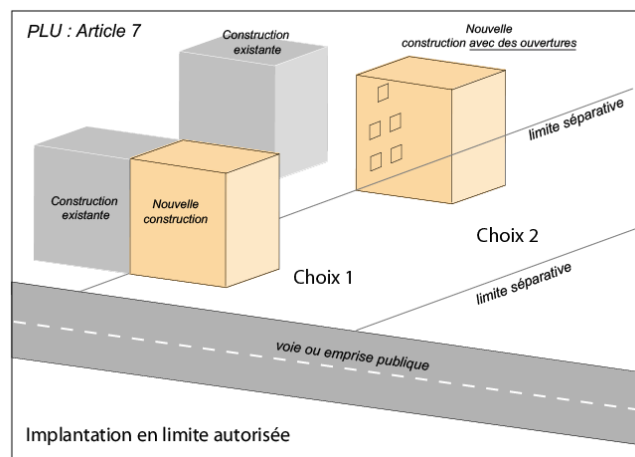 PLU : Article 7
Construction
existante
Nouvelle
construction avec des ouvertures
limite séparative
Construction
existante
Nouvelle
construction
Choix 1
Choix 2
limite séparative
voie ou emprise publique
Implantation en limite autorisée